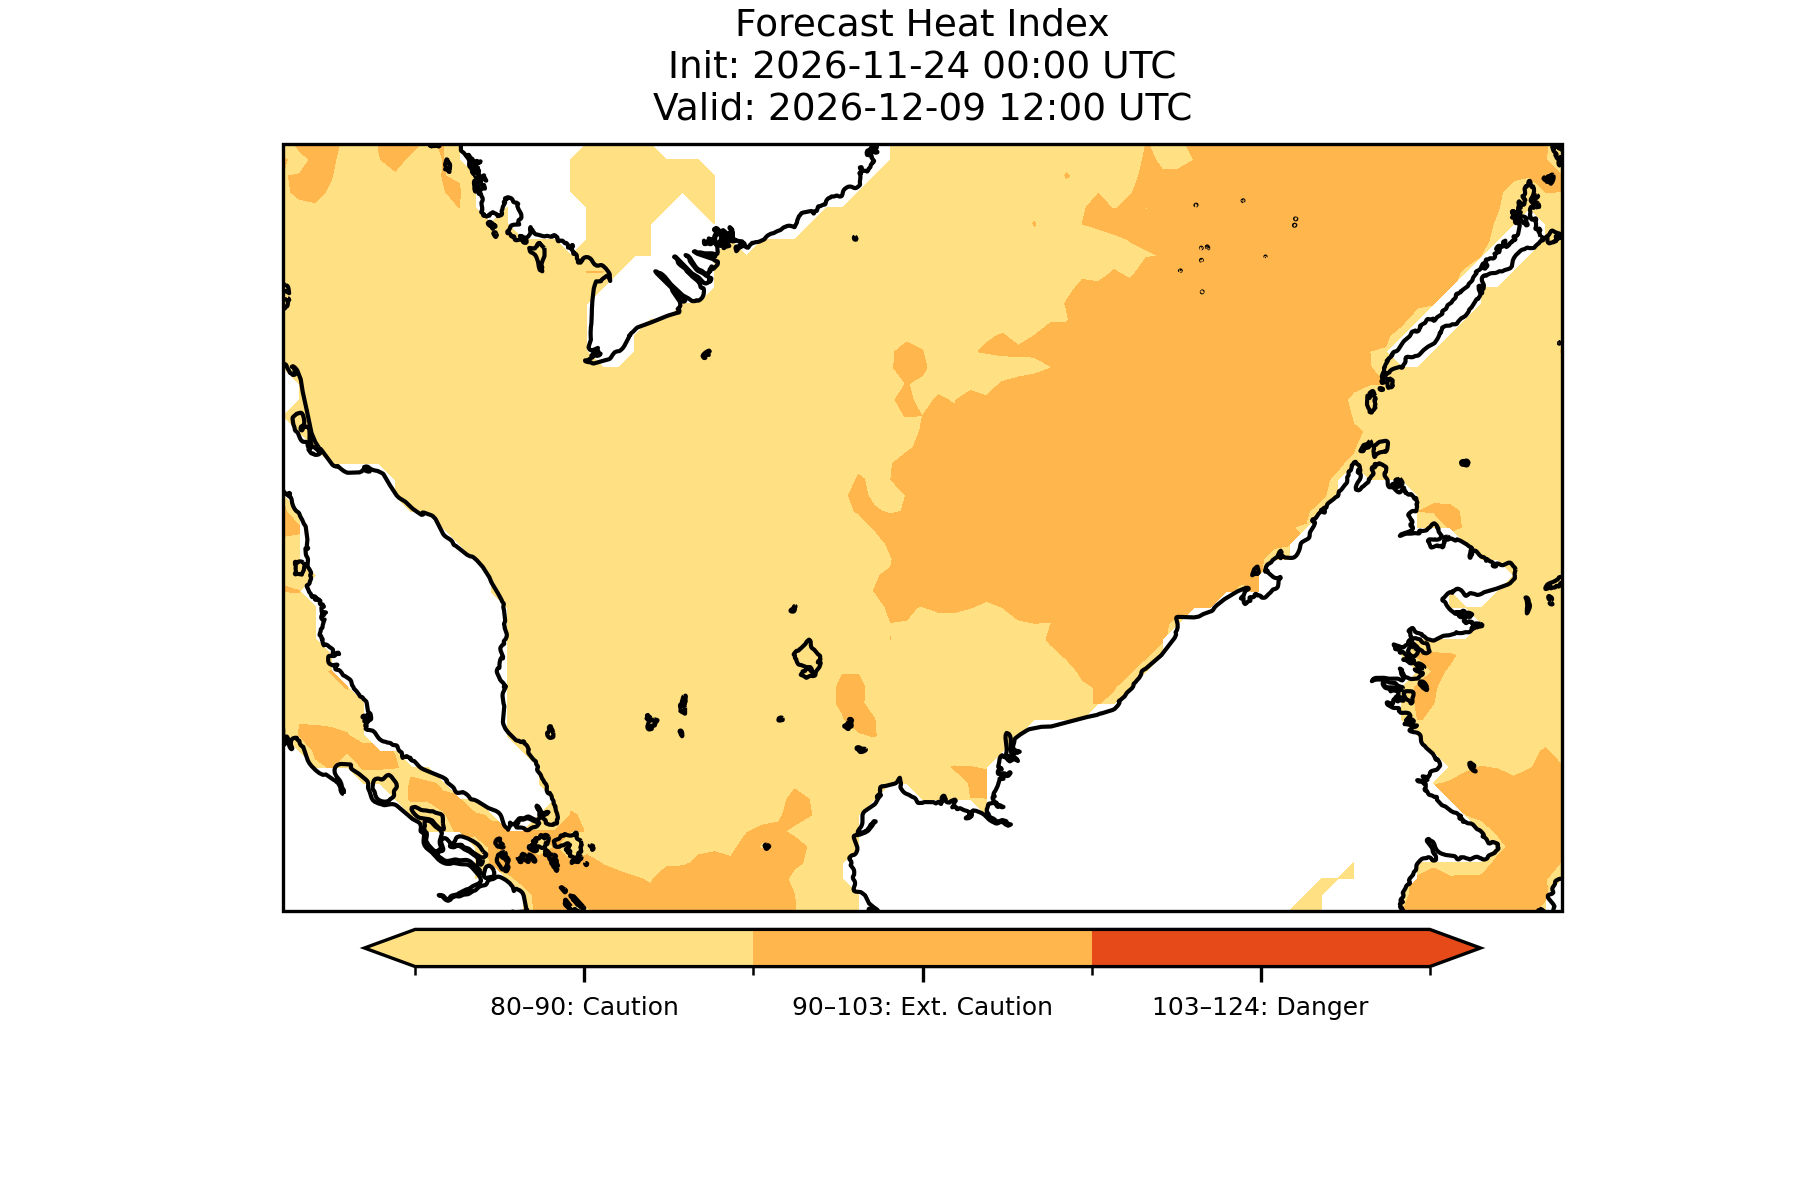 Forecast Heat Index
Init: 2026-11-24 00:00 UTC
Valid: 2026-12-09 12:00 UTC
80–90: Caution
90–103: Ext. Caution
103–124: Danger